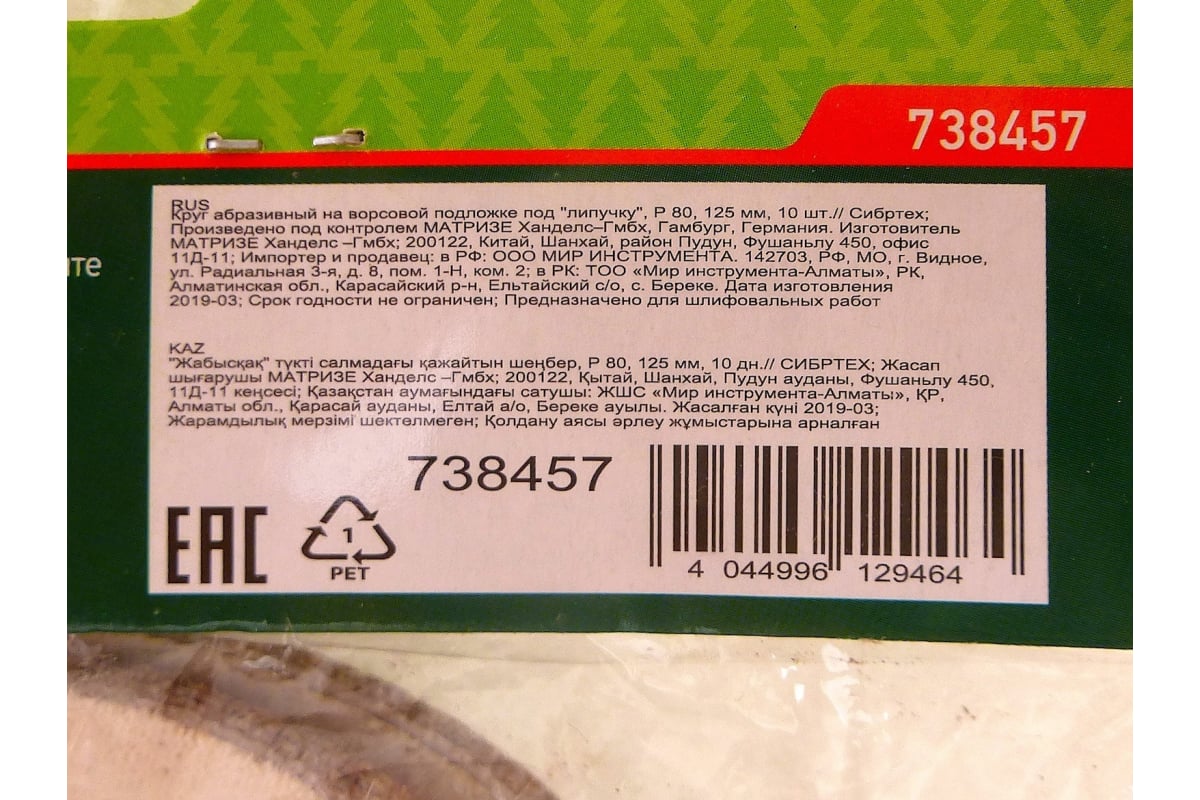 738457
те
RUS
Круг абразивный на ворсовой подложке под "липучку", Р 80, 125 мм, 10 шт.// Сибртех;
Произведено под контролем МАТРИЗЕ Ханделс–Гмбх, Гамбург, Германия. Изготовитель
МАТРИЗЕ Ханделс –Гмбх; 200122, Китай, Шанхай, район Пудун, Фушаньлу 450, офис
11Д-11; Импортер и продавец: в РФ: ООО МИР ИНСТРУМЕНТА. 142703, РФ, МО, г. Видное,
ул. Радиальная 3-я, д. 8, пом. 1-Н, ком. 2; в РК: ТОО «Мир инструмента-Алматы», РК,
Алматинская обл., Карасайский р-н, Ельтайский с/о, с. Береке. Дата изготовления
2019-03; Срок годности не ограничен; Предназначено для шлифовальных работ
KAZ
"Жабысқақ" түкті салмадағы қажайтын шеңбер, Р 80, 125 мм, 10 дн.// СИБРТЕХ; Жасап
шығарушы МАТРИЗЕ Ханделс –Гмбх; 200122, Қытай, Шанхай, Пудун ауданы, Фушаньлу 450,
11Д-11 кеңсесі; Қазақстан аумағындағы сатушы: ЖШС «Мир инструмента-Алматы», ҚР,
Алматы обл., Қарасай ауданы, Елтай а/о, Береке ауылы. Жасалған күні 2019-03;
Жарамдылық мерзімі шектелмеген; Қолдану аясы әрлеу жұмыстарына арналған
738457
EAC
1
PET
4 044996 129464